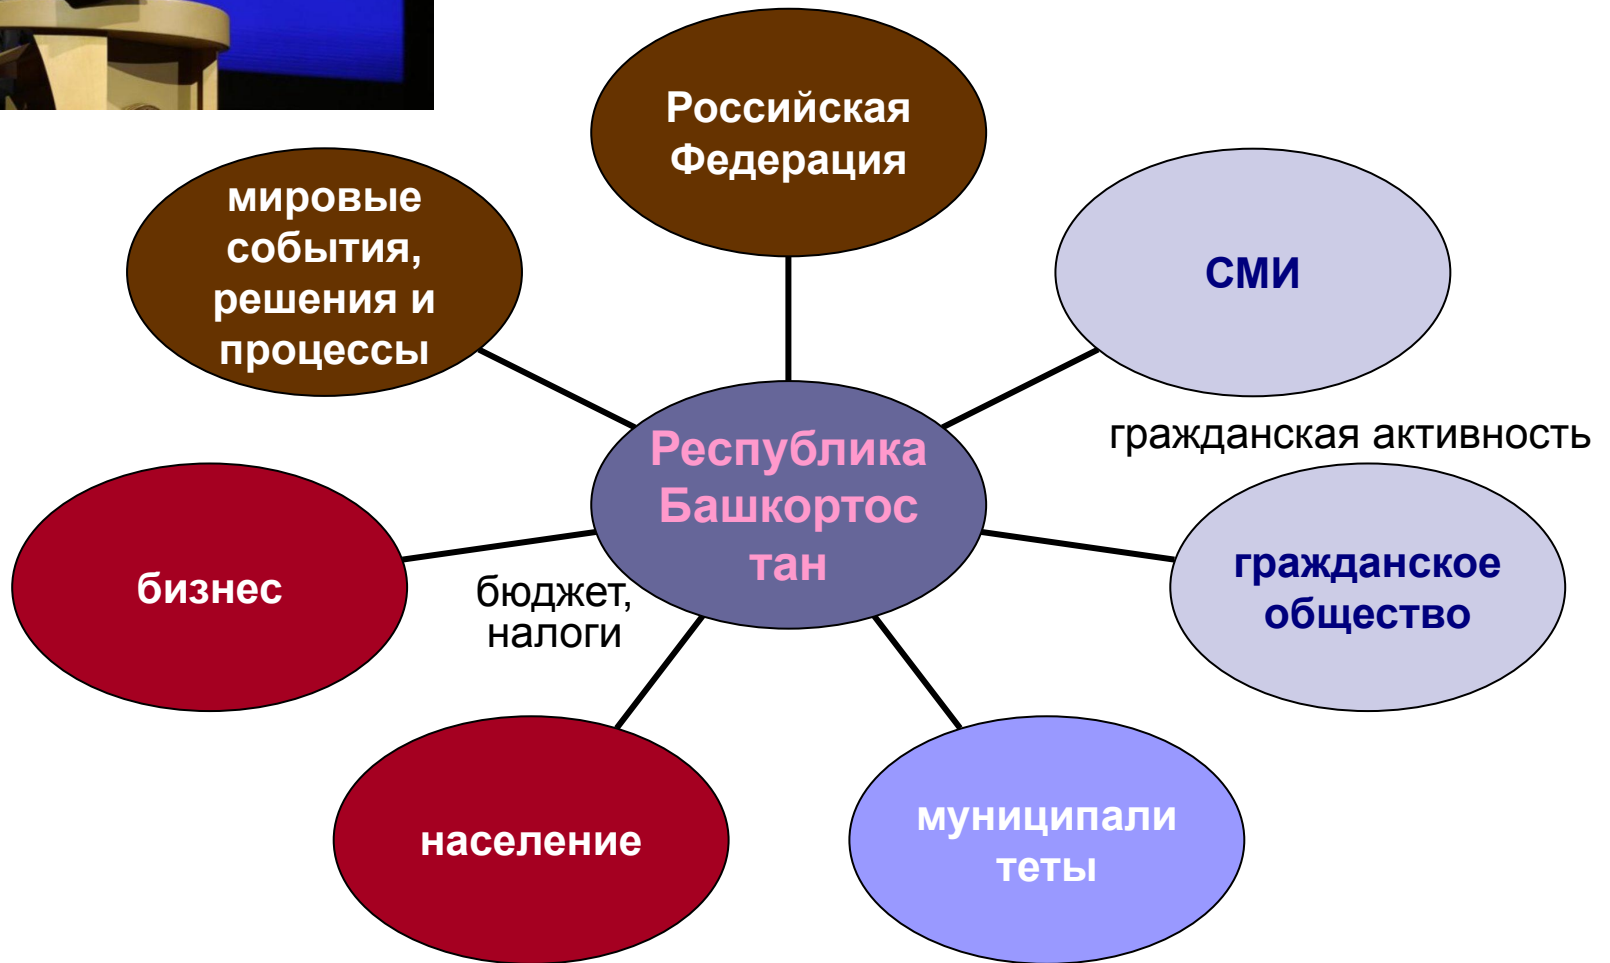 Российская
Федерация
мировые
события,
решения и
процессы
СМИ
гражданская активность
Республика
Башкортос
тан
бизнес
бюджет,
налоги
гражданское
общество
население
муниципали
теты